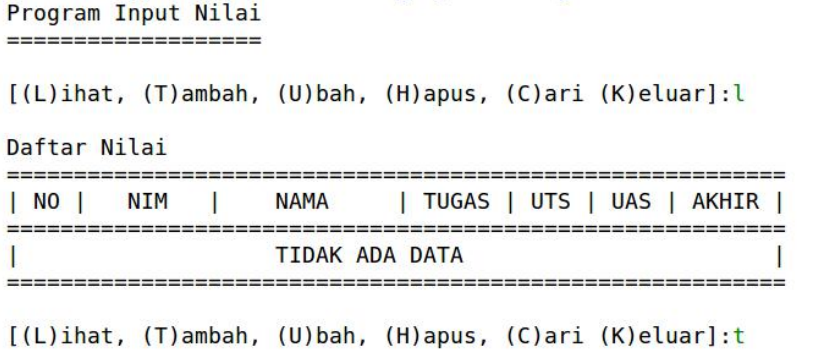 Program Input Nilai
===================
[(L)ihat, (T)ambah, (U)bah, (H)apus, (C)ari (K)eluar]:l
Daftar Nilai
==========================================================
| NO |   NIM   |    NAMA     | TUGAS | UTS | UAS | AKHIR |
==========================================================
|                   TIDAK ADA DATA                       |
==========================================================
[(L)ihat, (T)ambah, (U)bah, (H)apus, (C)ari (K)eluar]:t